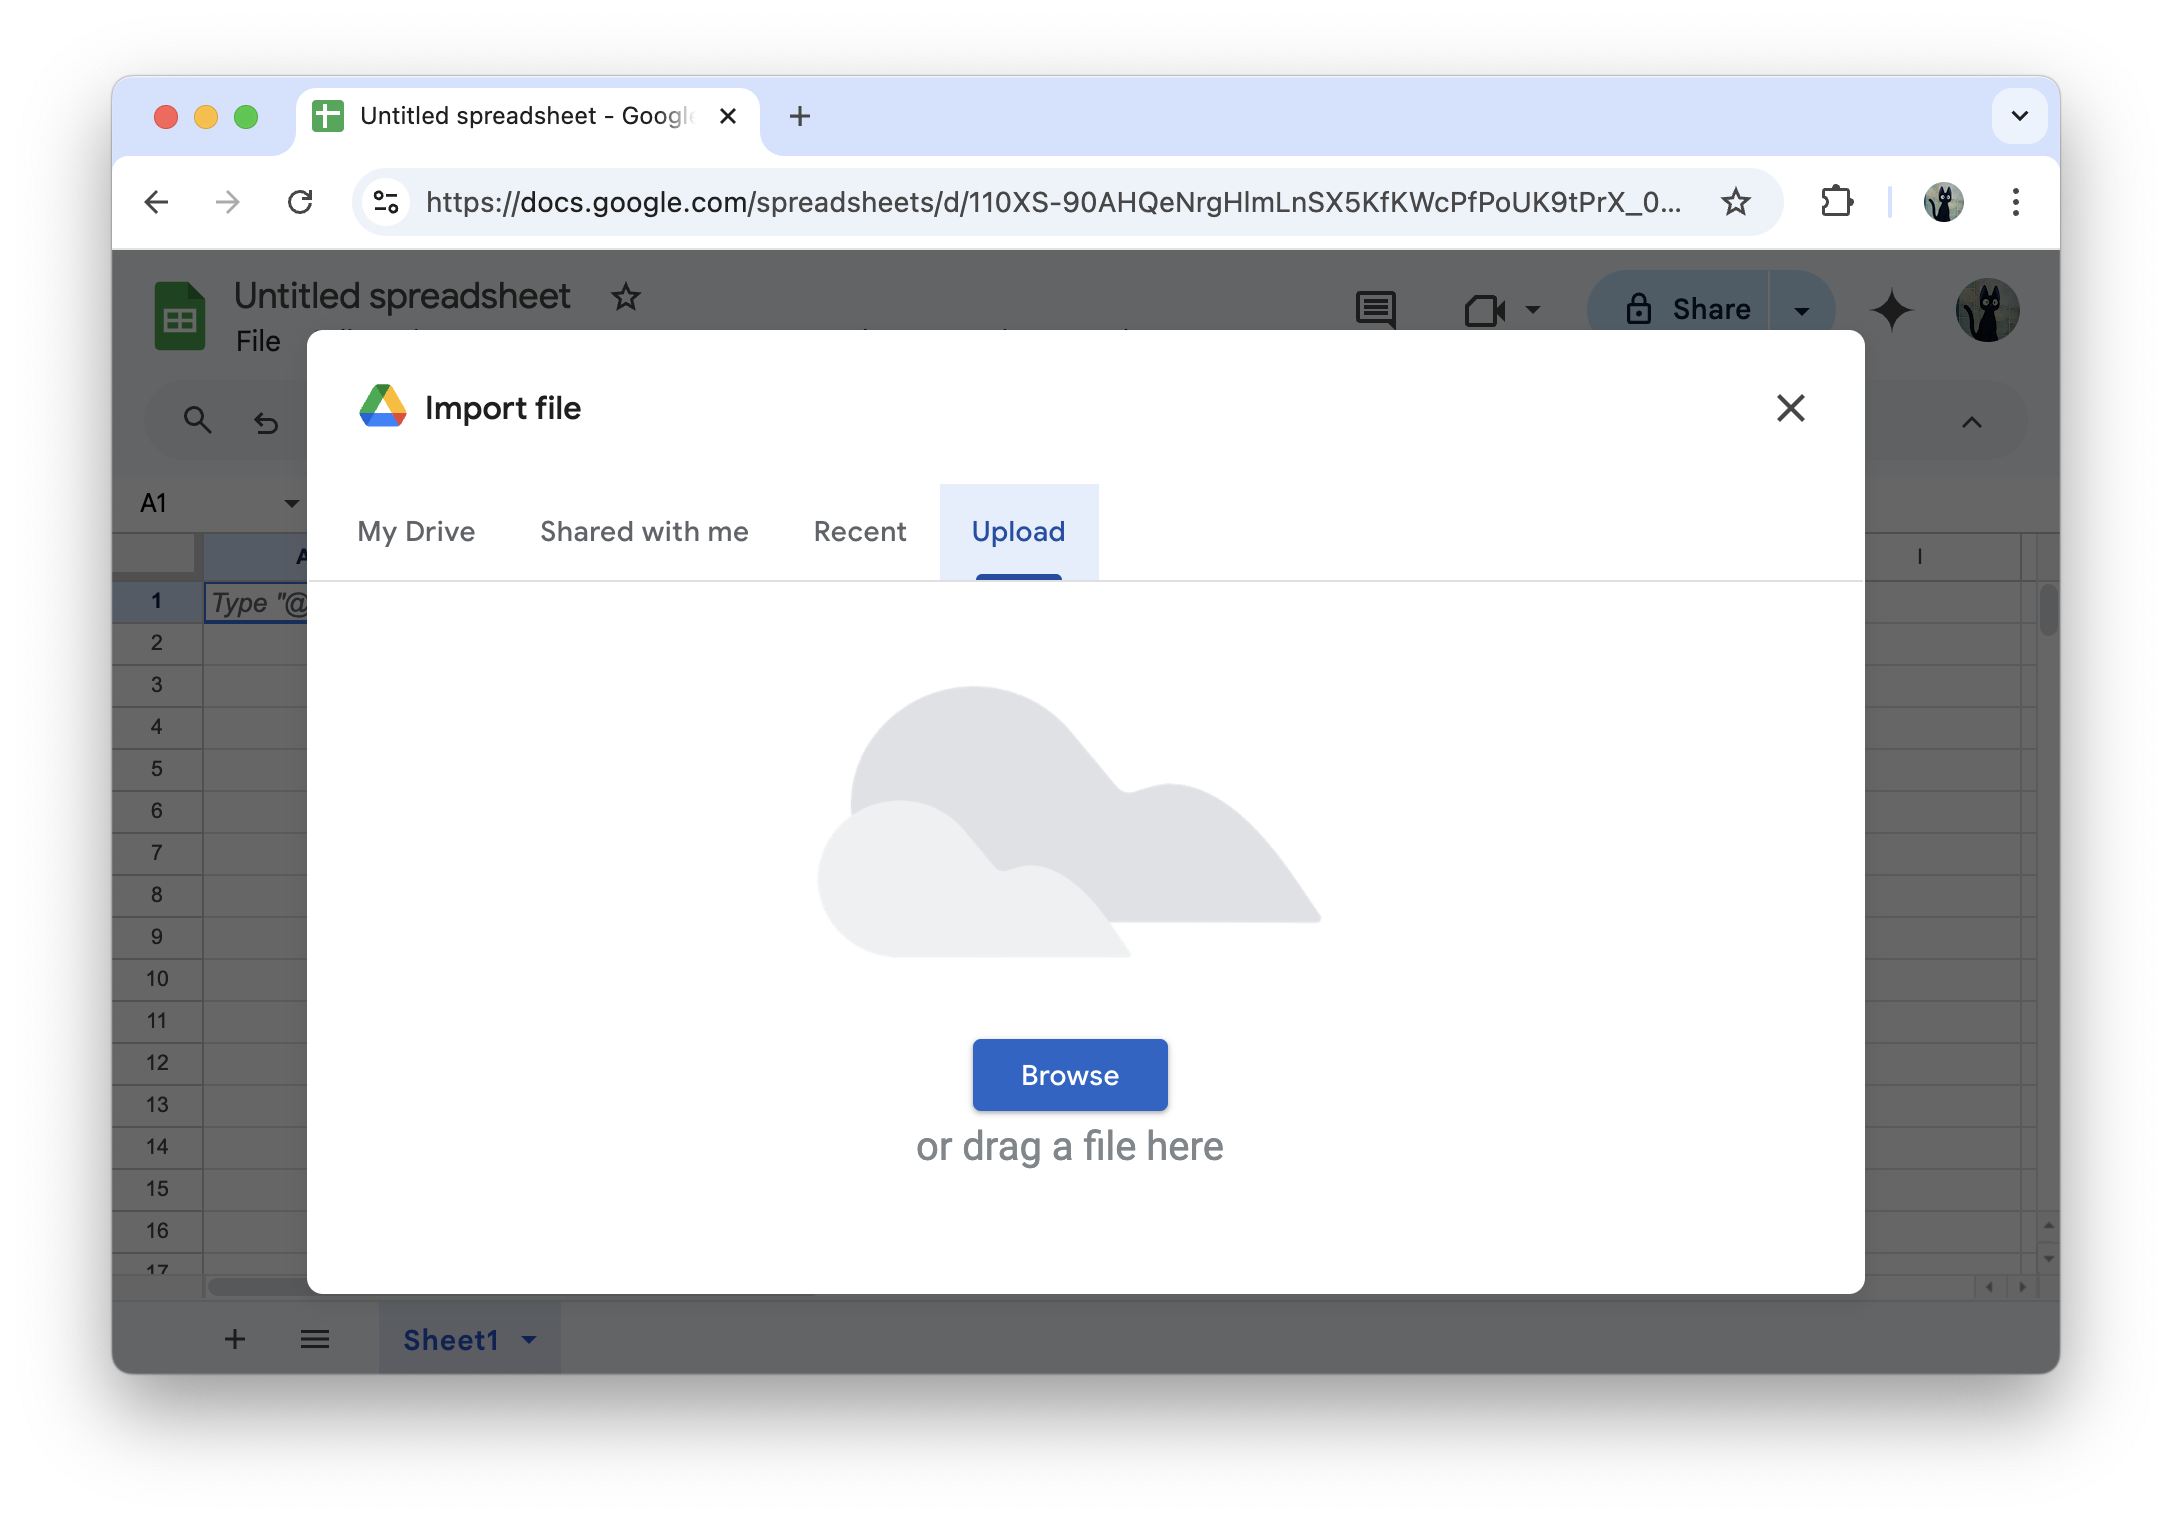 Untitled spreadsheet - Google
https://docs.google.com/spreadsheets/d/110XS-90AHQeNrgHlmLnSX5KfKWcPfPoUK9tPrX_0...
Untitled spreadsheet
Share
File
Import file
A1
My Drive
Shared with me
Recent
Upload
A
I
1
Type "@
2
3
4
5
6
7
8
9
10
11
12
13
14
15
16
17
Browse
or drag a file here
Sheet1